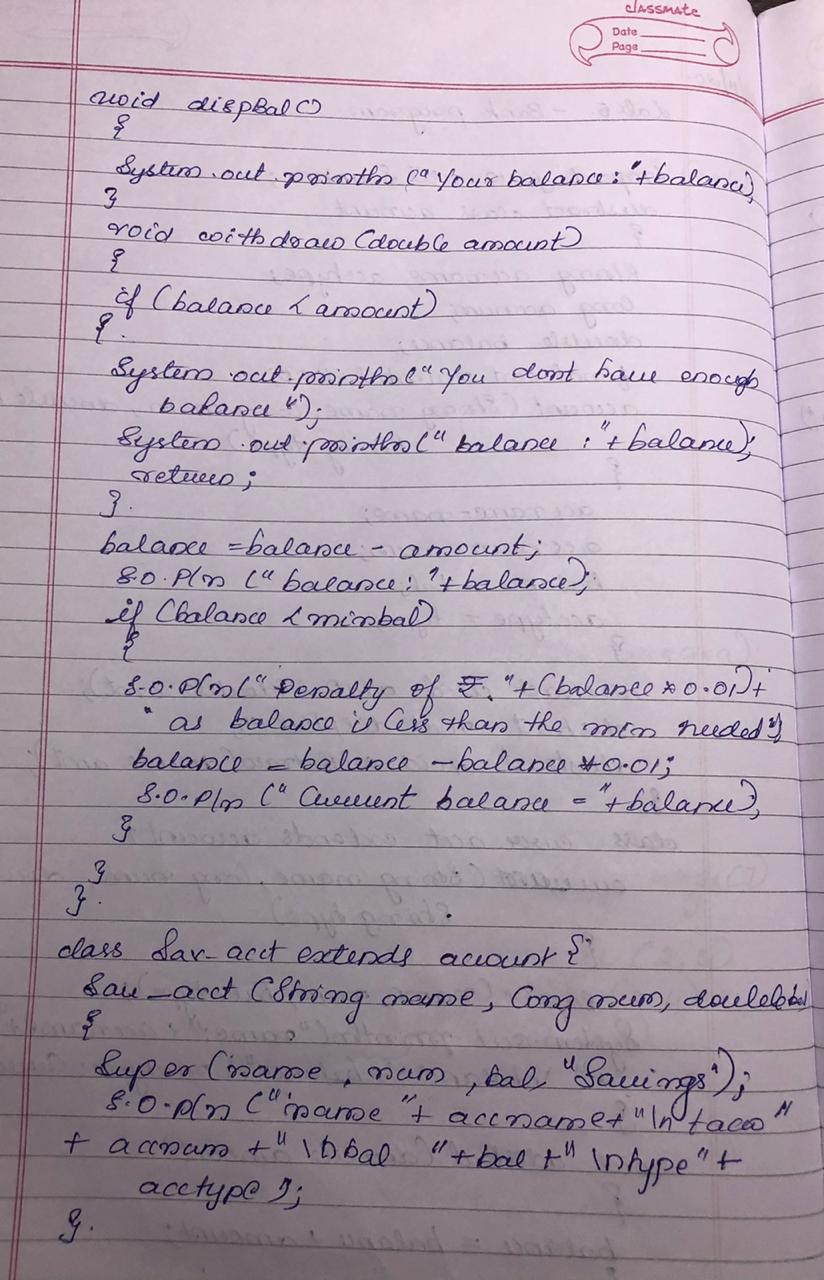 classmate
Date
Page
void dispBal()
{
System.out.println("Your balance: "+balance);
}
void withdraw (double amount)
{
if (balance < amount)
{
System.out.println("You dont have enough
balance");
System.out.println("balance : "+ balance);
return;
}
balance = balance - amount;
S.O.Pln (" balance: "+balance);
if (balance < minbal)
{
S.O.Pln(" Penalty of ₹. "+(balance * 0.01)+
" as balance is less than the min needed");
balance = balance - balance * 0.01;
S.O.Pln (" Current balance = "+balance);
}
}
}
class Sav-acct extends account {
Sav_acct (String name, long num, double bal
{
Super (name, num, bal, "Savings");
S.O.pln ("name "+ accname+ "\n
+ accnum +" \nbal "+bal +" \ntype"+
acctype);
}